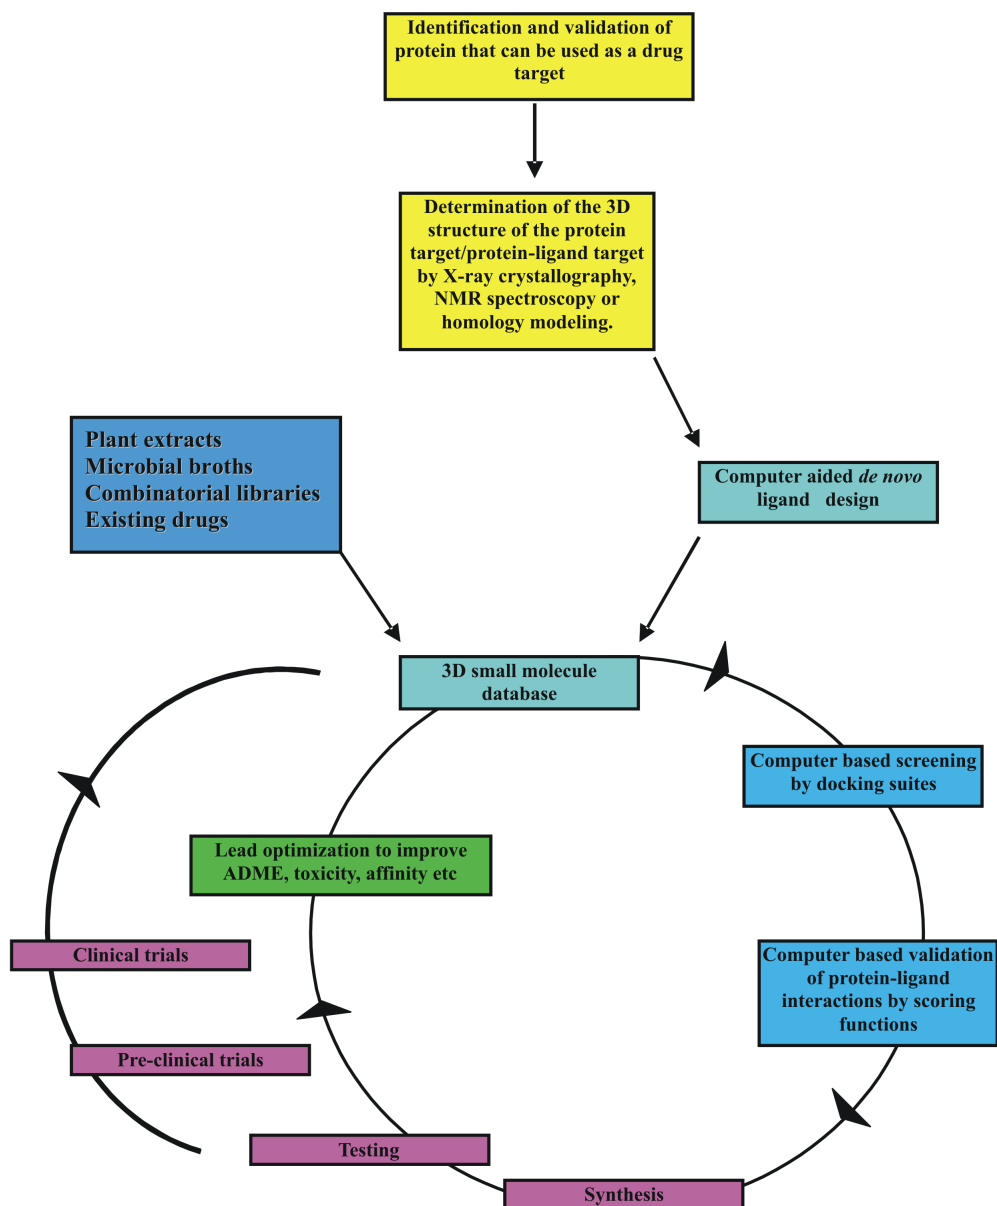 Identification and validation of
protein that can be used as a drug
target
Determination of the 3D
structure of the protein
target/protein-ligand target
by X-ray crystallography,
NMR spectroscopy or
homology modeling.
Plant extracts
Microbial broths
Combinatorial libraries
Existing drugs
Computer aided de novo
ligand design
3D small molecule
database
Computer based screening
by docking suites
Lead optimization to improve
ADME, toxicity, affinity etc
Clinical trials
Computer based validation
of protein-ligand
interactions by scoring
functions
Pre-clinical trials
Testing
Synthesis